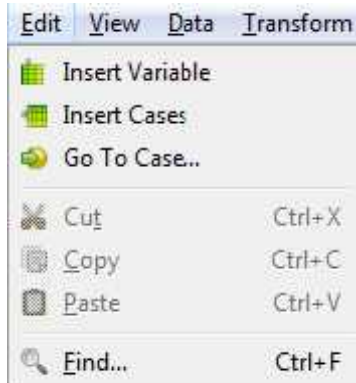 Edit View Data Transform
Insert Variable
Insert Cases
Go To Case...
Cut Ctrl+X
Copy Ctrl+C
Paste Ctrl+V
Find... Ctrl+F